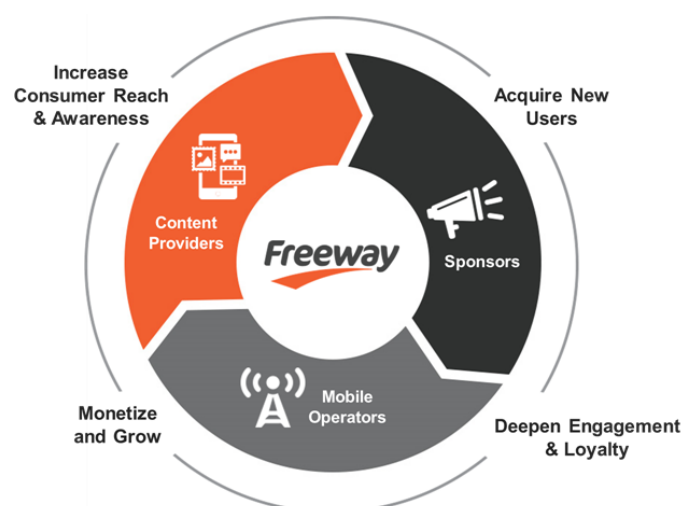 Increase
Consumer Reach
& Awareness
Acquire New
Users
Content
Providers
Freeway
Sponsors
Mobile
Operators
Monetize
and Grow
Deepen Engagement
& Loyalty